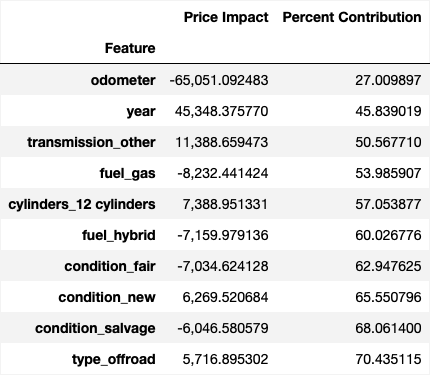 Price Impact Percent Contribution
Feature
odometer -65,051.092483 27.009897
year 45,348.375770 45.839019
transmission_other 11,388.659473 50.567710
fuel_gas -8,232.441424 53.985907
cylinders_12 cylinders 7,388.951331 57.053877
fuel_hybrid -7,159.979136 60.026776
condition_fair -7,034.624128 62.947625
condition_new 6,269.520684 65.550796
condition_salvage -6,046.580579 68.061400
type_offroad 5,716.895302 70.435115